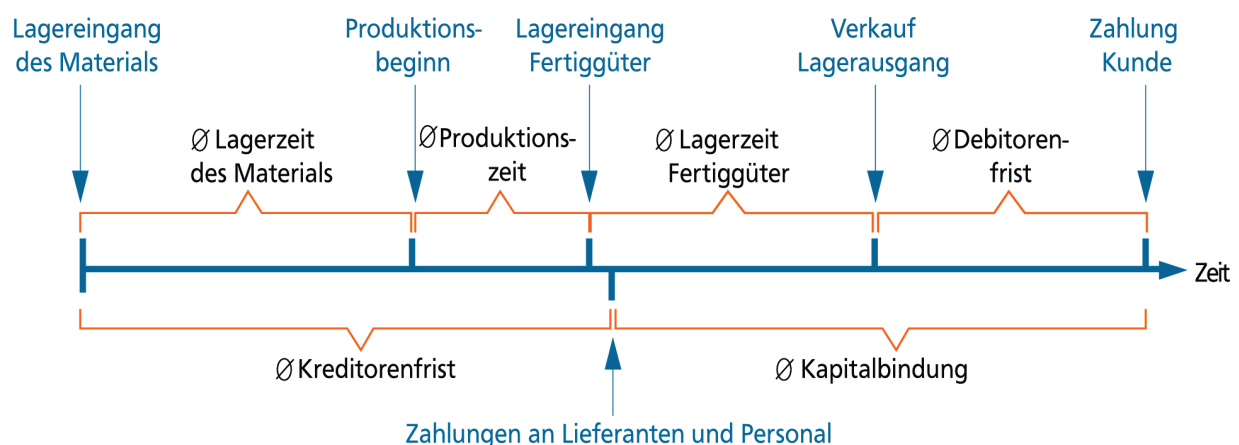 Lagereingang
des Materials
Produktions-
beginn
Lagereingang
Fertiggüter
Verkauf
Lagerausgang
Zahlung
Kunde
Ø Lagerzeit
des Materials
Ø Produktions-
zeit
Ø Lagerzeit
Fertiggüter
Ø Debitoren-
frist
Zeit
Ø Kreditorenfrist
Ø Kapitalbindung
Zahlungen an Lieferanten und Personal